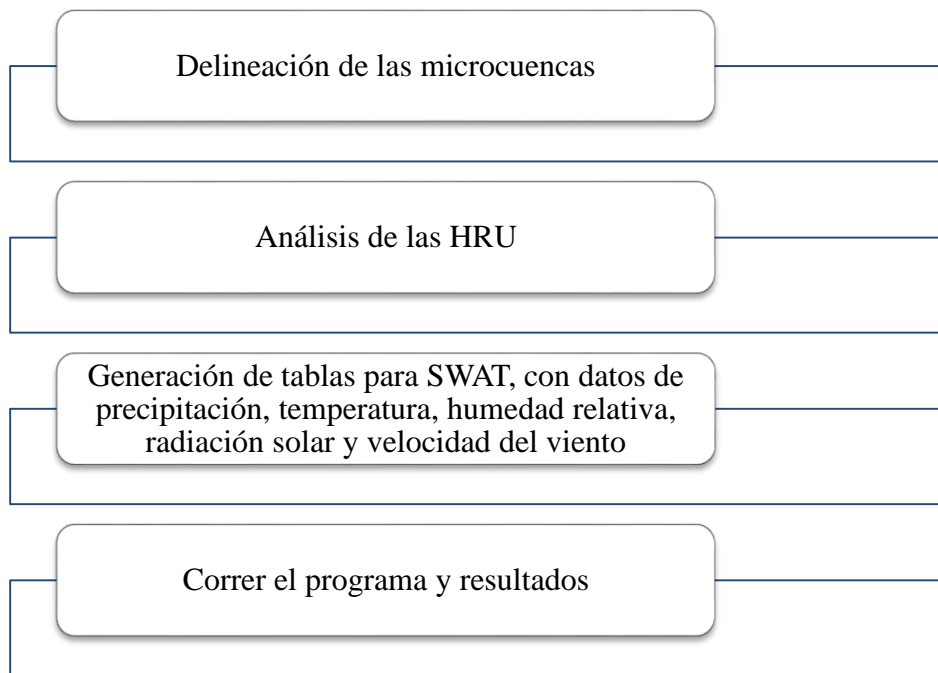 Delineación de las microcuencas
Análisis de las HRU
Generación de tablas para SWAT, con datos de
precipitación, temperatura, humedad relativa,
radiación solar y velocidad del viento
Correr el programa y resultados